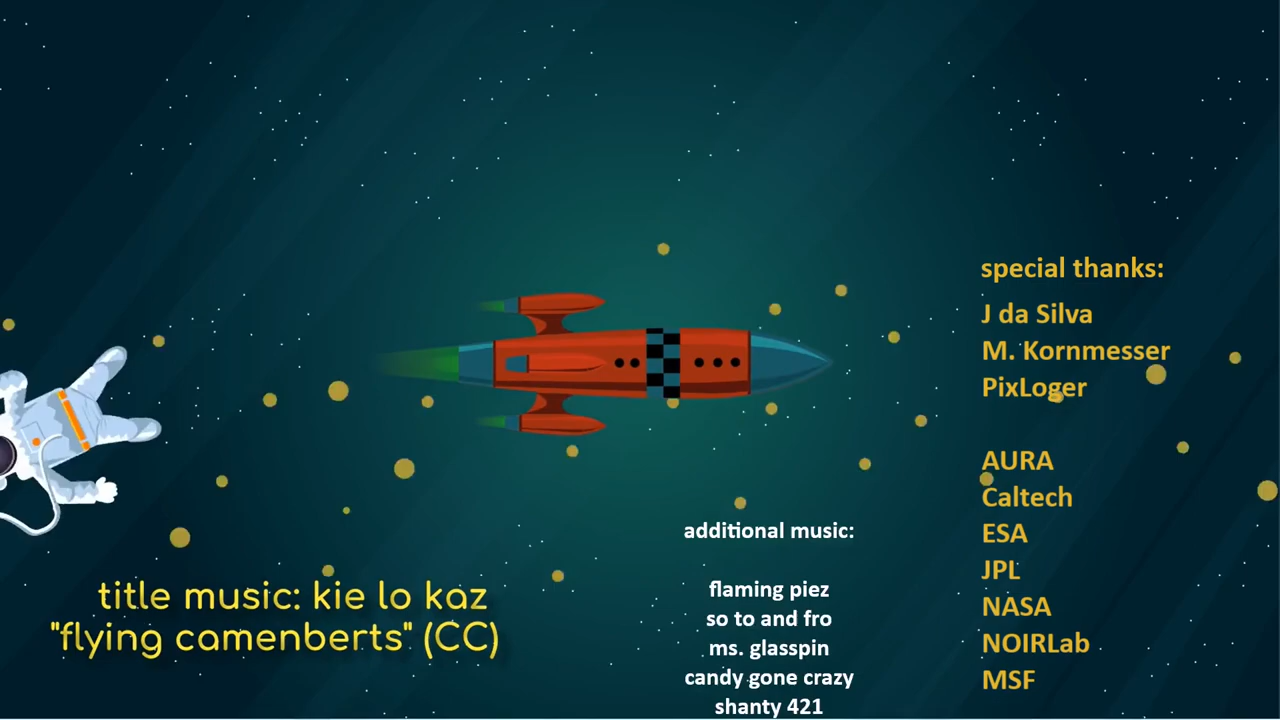 title music: kie lo kaz
"flying camenberts" (CC)
additional music:
flaming piez
so to and fro
ms. glasspin
candy gone crazy
shanty 421
special thanks:
J da Silva
M. Kornmesser
PixLoger
AURA
Caltech
ESA
JPL
NASA
NOIRLab
MSF